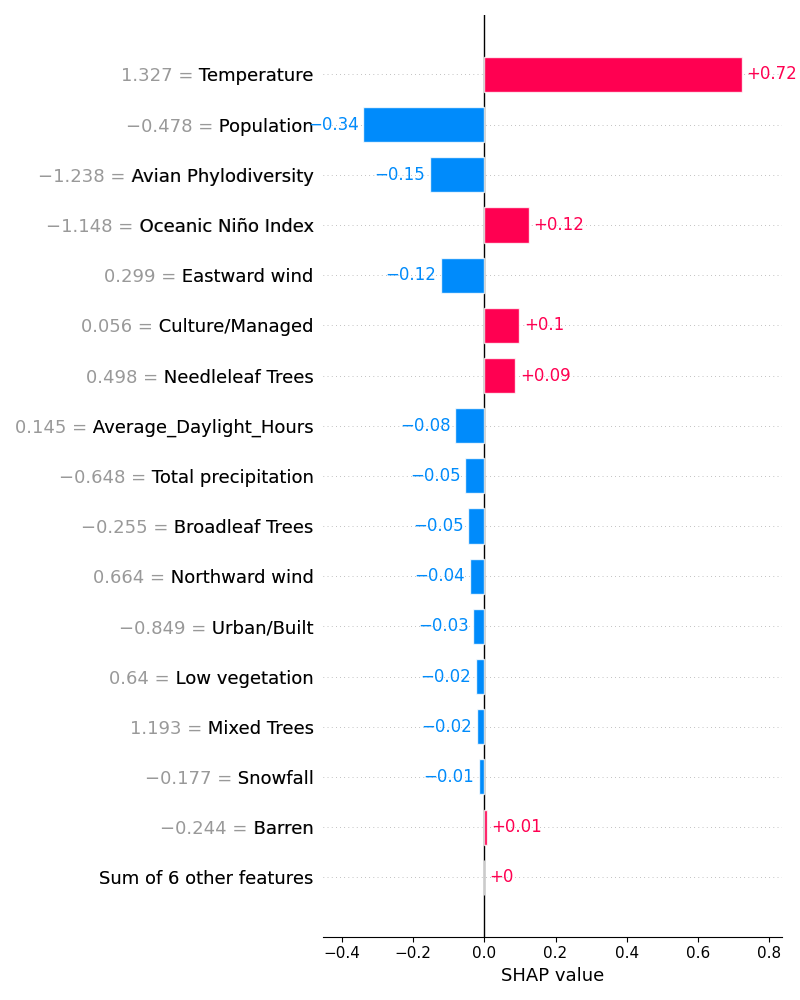 1.327 = Temperature +0.72
−0.478 = Population −0.34
−1.238 = Avian Phylodiversity −0.15
−1.148 = Oceanic Niño Index +0.12
0.299 = Eastward wind −0.12
0.056 = Culture/Managed +0.1
0.498 = Needleleaf Trees +0.09
0.145 = Average_Daylight_Hours −0.08
−0.648 = Total precipitation −0.05
−0.255 = Broadleaf Trees −0.05
0.664 = Northward wind −0.04
−0.849 = Urban/Built −0.03
0.64 = Low vegetation −0.02
1.193 = Mixed Trees −0.02
−0.177 = Snowfall −0.01
−0.244 = Barren +0.01
Sum of 6 other features +0
−0.4 −0.2 0.0 0.2 0.4 0.6 0.8
SHAP value